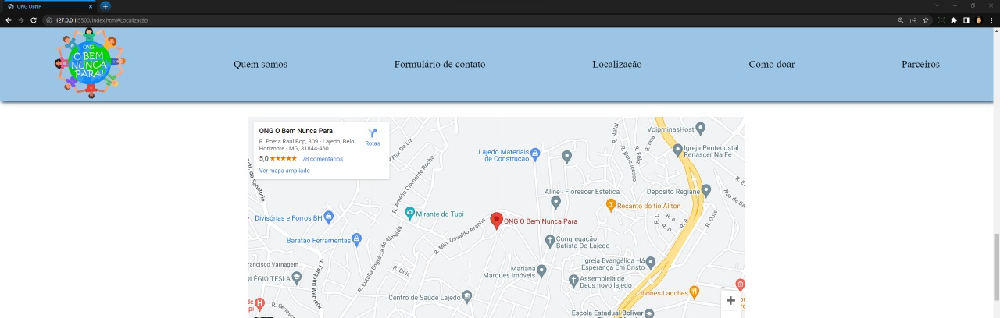 ONG OBNP
127.0.0.1:5500/index.html#Localização
ONG
O BEM
NUNCA
PARA!
Quem somos
Formulário de contato
Localização
Como doar
Parceiros
ONG O Bem Nunca Para
R. Poeta Raul Bop, 309 - Lajedo, Belo
Horizonte - MG, 31844-460
Rotas
5,0
78 comentários
Ver mapa ampliado
Flor De Liz
R. Natal
R. Iara
VoipminasHost
Lajedo Materiais
de Construcao
Igreja Pentecostal
Renascer Na Fé
R. Feliz
R. Bonsucesso
do Sanatório
R. Amélia Clemente Rocha
Aline - Florescer Estetica
Deposito Regiane
Rua da
Divisórias e Forros BH
Mirante do Tupi
Recanto do tio Ailton
ONG O Bem Nunca Para
R. C
R. D
R. e
R. A
R. Dois
Baratão Ferramentas
R. Eutália Engrácia de Almeida
R. Min. Osvaldo Aranha
Congregação
Batista Do Lajedo
Francisco Varnagem
R. Furquim Werneck
R. Dois
Mariana
Marques Imóveis
Igreja Evangélica Há
Esperança Em Cristo
OLÉGIO TESLA
Assembleia de
Deus novo lajedo
Centro de Saúde Lajedo
Jhones Lanches
R. Genesco
Escola Estadual Bolivar